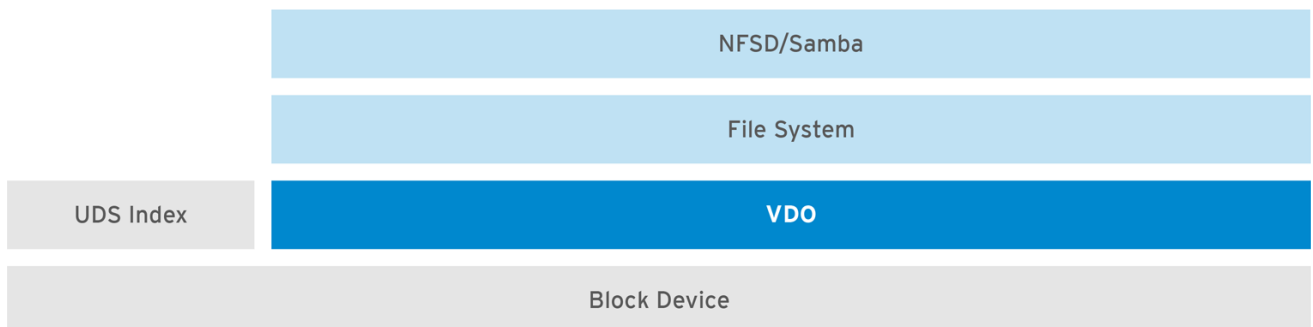 NFSD/Samba
File System
UDS Index
VDO
Block Device